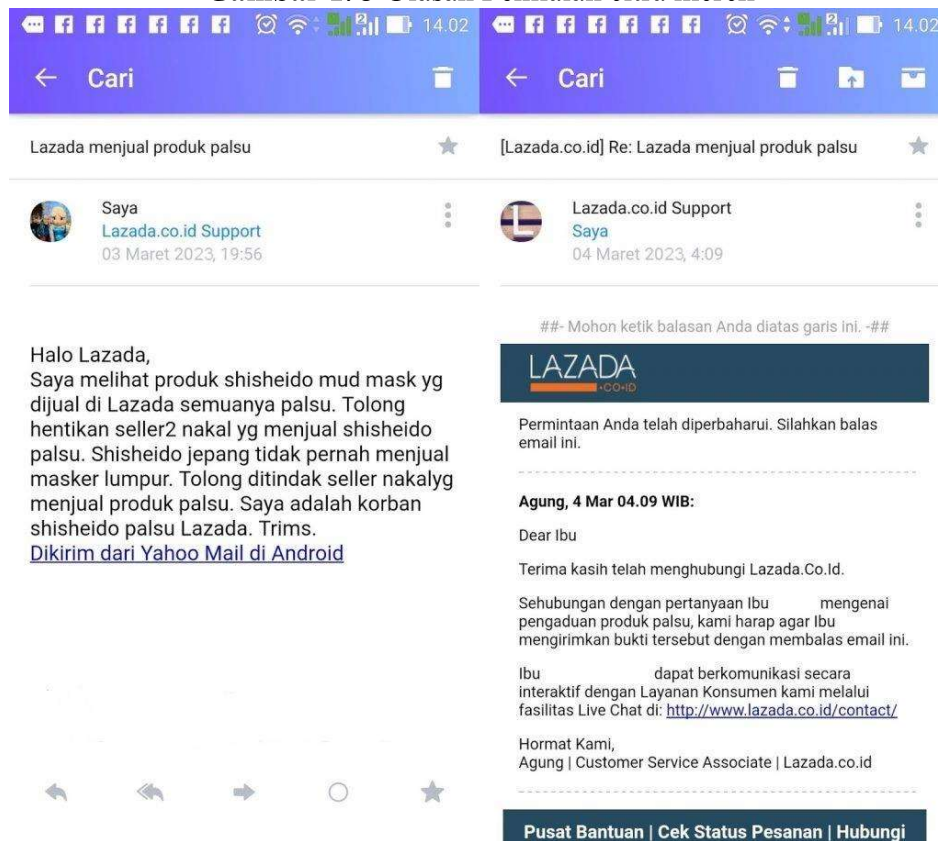 14.02
Cari
Lazada menjual produk palsu
Saya
Lazada.co.id Support
03 Maret 2023, 19:56
Halo Lazada,
Saya melihat produk shisheido mud mask yg
dijual di Lazada semuanya palsu. Tolong
hentikan seller2 nakal yg menjual shisheido
palsu. Shisheido jepang tidak pernah menjual
masker lumpur. Tolong ditindak seller nakalyg
menjual produk palsu. Saya adalah korban
shisheido palsu Lazada. Trims.
Dikirim dari Yahoo Mail di Android
14.02
Cari
[Lazada.co.id] Re: Lazada menjual produk palsu
L
Lazada.co.id Support
Saya
04 Maret 2023, 4:09
##- Mohon ketik balasan Anda diatas garis ini. -##
LAZADA
.CO.ID
Permintaan Anda telah diperbaharui. Silahkan balas
email ini.
Agung, 4 Mar 04.09 WIB:
Dear Ibu
Terima kasih telah menghubungi Lazada.Co.Id.
Sehubungan dengan pertanyaan Ibu mengenai
pengaduan produk palsu, kami harap agar Ibu
mengirimkan bukti tersebut dengan membalas email ini.
Ibu dapat berkomunikasi secara
interaktif dengan Layanan Konsumen kami melalui
fasilitas Live Chat di: http://www.lazada.co.id/contact/
Hormat Kami,
Agung | Customer Service Associate | Lazada.co.id
Pusat Bantuan | Cek Status Pesanan | Hubungi